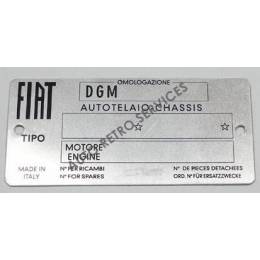 OMOLOGAZIONE
FIAT
DGM
AUTOTELAIO-CHASSIS
TIPO
☆ ☆
MOTORE
ENGINE
MADE IN
ITALY
N° PER RICAMBI
N° FOR SPARES
N° DE PIECES DETACHEES
ORD. N° FÜR ERSATZZWECKE
AUTO RETRO SERVICES